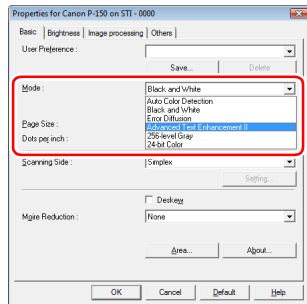 Properties for Canon P-150 on STI - 0000
Basic Brightness Image processing Others
User Preference :
Save... Delete
Mode : Black and White
Auto Color Detection
Black and White
Error Diffusion
Page Size : Advanced Text Enhancement II
Dots per inch : 256-level Gray
24-bit Color
Scanning Side : Simplex
Setting...
Deskew
Moire Reduction : None
Area... About...
OK Cancel Default Help